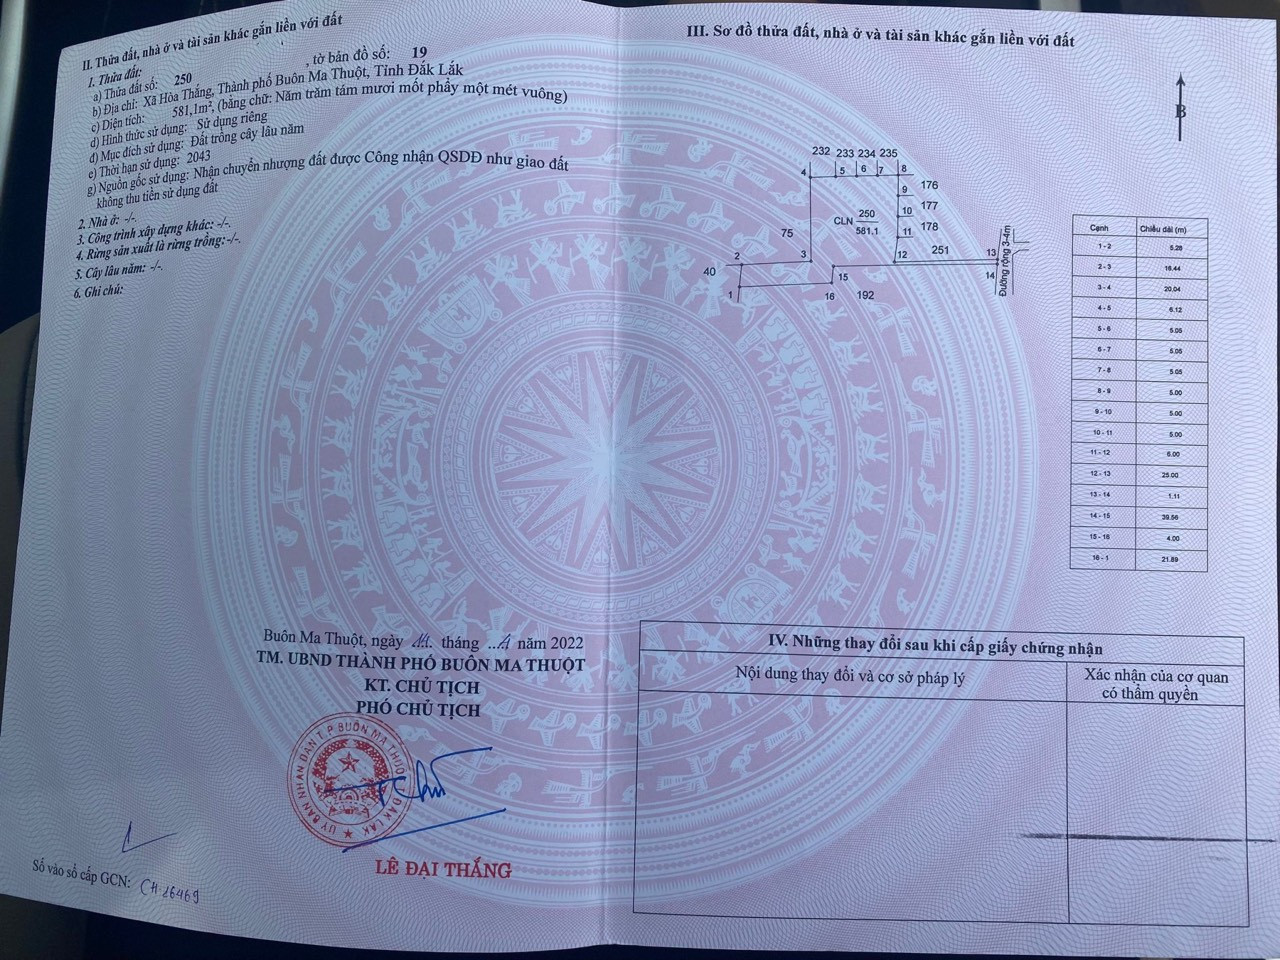 II. Thửa đất, nhà ở và tài sản khác gắn liền với đất
1. Thửa đất:
a) Thửa đất số: 250 , tờ bản đồ số: 19
b) Địa chỉ: Xã Hòa Thắng, Thành phố Buôn Ma Thuột, Tỉnh Đắk Lắk
c) Diện tích: 581,1m², (bằng chữ: Năm trăm tám mươi mốt phẩy một mét vuông)
d) Hình thức sử dụng: Sử dụng riêng
đ) Mục đích sử dụng: Đất trồng cây lâu năm
e) Thời hạn sử dụng: 2043
g) Nguồn gốc sử dụng: Nhận chuyển nhượng đất được Công nhận QSDĐ như giao đất
không thu tiền sử dụng đất
2. Nhà ở: -/-.
3. Công trình xây dựng khác: -/-.
4. Rừng sản xuất là rừng trồng:-/-.
5. Cây lâu năm: -/-.
6. Ghi chú:
Buôn Ma Thuột, ngày 11 tháng ..1 năm 2022
TM. UBND THÀNH PHỐ BUÔN MA THUỘT
KT. CHỦ TỊCH
PHÓ CHỦ TỊCH
ỦY BAN NHÂN DÂN T.P BUÔN MA THUỘT ★ ĐẮK LẮK ★
LÊ ĐẠI THẮNG
Số vào sổ cấp GCN: CH 26469
III. Sơ đồ thửa đất, nhà ở và tài sản khác gắn liền với đất
B
232 233 234 235
4 5 6 7 8
9 176
10 177
11 178
CLN 250
581.1
75
2 3 12 251 13
40 15 14
1 16 192
Đường rộng 3-4m
Cạnh Chiều dài (m)
1 - 2 5.28
2 - 3 16.44
3 - 4 20.04
4 - 5 6.12
5 - 6 5.05
6 - 7 5.05
7 - 8 5.05
8 - 9 5.00
9 - 10 5.00
10 - 11 5.00
11 - 12 6.00
12 - 13 25.00
13 - 14 1.11
14 - 15 39.56
15 - 16 4.00
16 - 1 21.89
IV. Những thay đổi sau khi cấp giấy chứng nhận
Nội dung thay đổi và cơ sở pháp lý
Xác nhận của cơ quan
có thẩm quyền